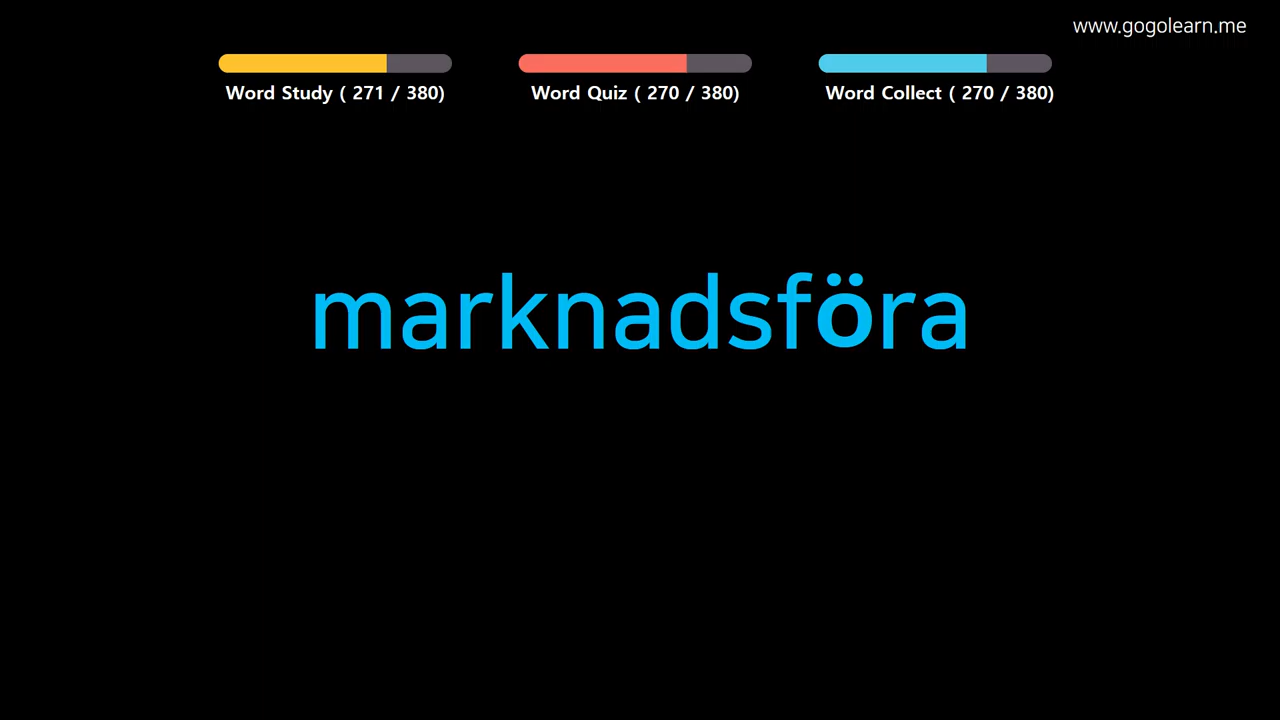 www.gogolearn.me
Word Study ( 271 / 380)
Word Quiz ( 270 / 380)
Word Collect ( 270 / 380)
marknadsföra